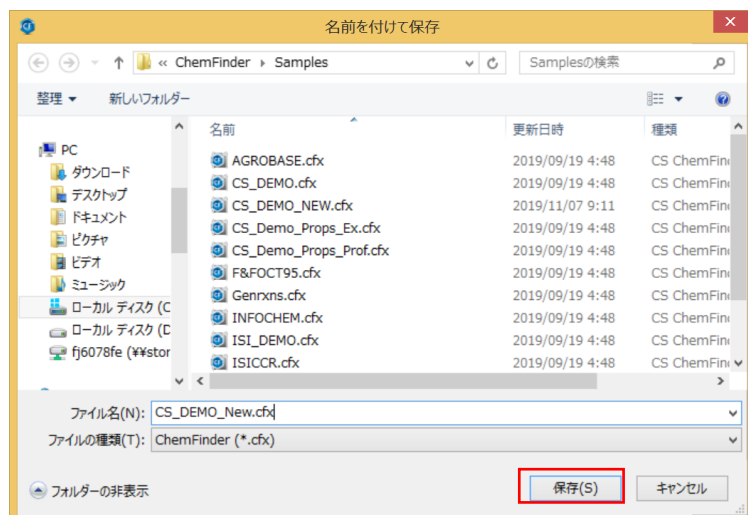 名前を付けて保存
« ChemFinder Samples
Samplesの検索
整理 新しいフォルダー
名前 更新日時 種類
PC
ダウンロード
デスクトップ
ドキュメント
ピクチャ
ビデオ
ミュージック
ローカル ディスク (C
ローカル ディスク (D
fj6078fe (¥¥stor
AGROBASE.cfx 2019/09/19 4:48 CS ChemFin
CS_DEMO.cfx 2019/09/19 4:48 CS ChemFin
CS_DEMO_NEW.cfx 2019/11/07 9:11 CS ChemFin
CS_Demo_Props_Ex.cfx 2019/09/19 4:48 CS ChemFin
CS_Demo_Props_Prof.cfx 2019/09/19 4:48 CS ChemFin
F&FOCT95.cfx 2019/09/19 4:48 CS ChemFin
Genrxns.cfx 2019/09/19 4:48 CS ChemFin
INFOCHEM.cfx 2019/09/19 4:48 CS ChemFin
ISI_DEMO.cfx 2019/09/19 4:48 CS ChemFin
ISICCR.cfx 2019/09/19 4:48 CS ChemFin
ファイル名(N): CS_DEMO_New.cfx
ファイルの種類(T): ChemFinder (*.cfx)
フォルダーの非表示
保存(S)
キャンセル